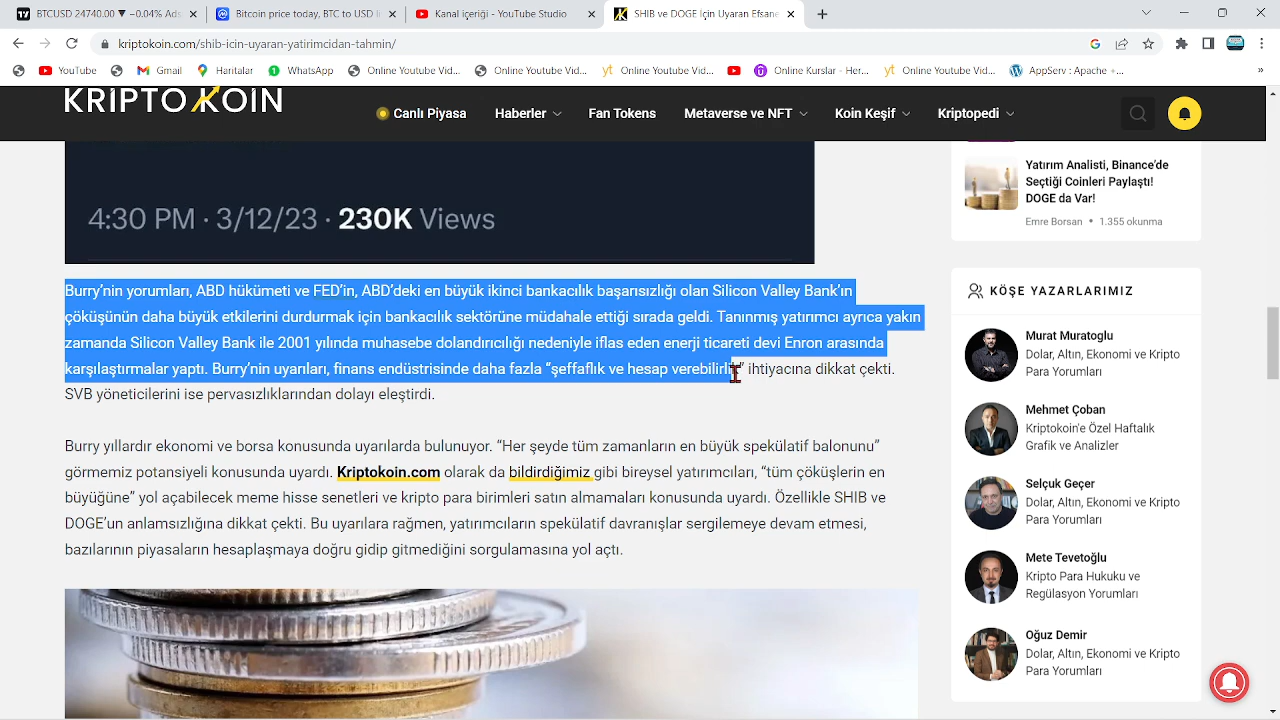 BTCUSD 24740.00 ▼ −0.04% Ads
Bitcoin price today, BTC to USD li
Kanal içeriği - YouTube Studio
SHIB ve DOGE İçin Uyaran Efsane
kriptokoin.com/shib-icin-uyaran-yatirimcidan-tahmin/
YouTube
Gmail
Haritalar
WhatsApp
Online Youtube Vid...
Online Youtube Vid...
Online Youtube Vid...
Online Kurslar - Her...
Online Youtube Vid...
AppServ : Apache +...
KRIPTOKOIN
Canlı Piyasa
Haberler
Fan Tokens
Metaverse ve NFT
Koin Keşif
Kriptopedi
4:30 PM · 3/12/23 · 230K Views
Burry’nin yorumları, ABD hükümeti ve FED’in, ABD’deki en büyük ikinci bankacılık başarısızlığı olan Silicon Valley Bank’ın
çöküşünün daha büyük etkilerini durdurmak için bankacılık sektörüne müdahale ettiği sırada geldi. Tanınmış yatırımcı ayrıca yakın
zamanda Silicon Valley Bank ile 2001 yılında muhasebe dolandırıcılığı nedeniyle iflas eden enerji ticareti devi Enron arasında
karşılaştırmalar yaptı. Burry’nin uyarıları, finans endüstrisinde daha fazla “şeffaflık ve hesap verebilirlik” ihtiyacına dikkat çekti.
SVB yöneticilerini ise pervasızlıklarından dolayı eleştirdi.
Burry yıllardır ekonomi ve borsa konusunda uyarılarda bulunuyor. “Her şeyde tüm zamanların en büyük spekülatif balonunu”
görmemiz potansiyeli konusunda uyardı. Kriptokoin.com olarak da bildirdiğimiz gibi bireysel yatırımcıları, “tüm çöküşlerin en
büyüğüne” yol açabilecek meme hisse senetleri ve kripto para birimleri satın almamaları konusunda uyardı. Özellikle SHIB ve
DOGE’un anlamsızlığına dikkat çekti. Bu uyarılara rağmen, yatırımcıların spekülatif davranışlar sergilemeye devam etmesi,
bazılarının piyasaların hesaplaşmaya doğru gidip gitmediğini sorgulamasına yol açtı.
Yatırım Analisti, Binance’de
Seçtiği Coinleri Paylaştı!
DOGE da Var!
Emre Borsan • 1.355 okunma
KÖŞE YAZARLARIMIZ
Murat Muratoglu
Dolar, Altın, Ekonomi ve Kripto
Para Yorumları
Mehmet Çoban
Kriptokoin'e Özel Haftalık
Grafik ve Analizler
Selçuk Geçer
Dolar, Altın, Ekonomi ve Kripto
Para Yorumları
Mete Tevetoğlu
Kripto Para Hukuku ve
Regülasyon Yorumları
Oğuz Demir
Dolar, Altın, Ekonomi ve Kripto
Para Yorumları